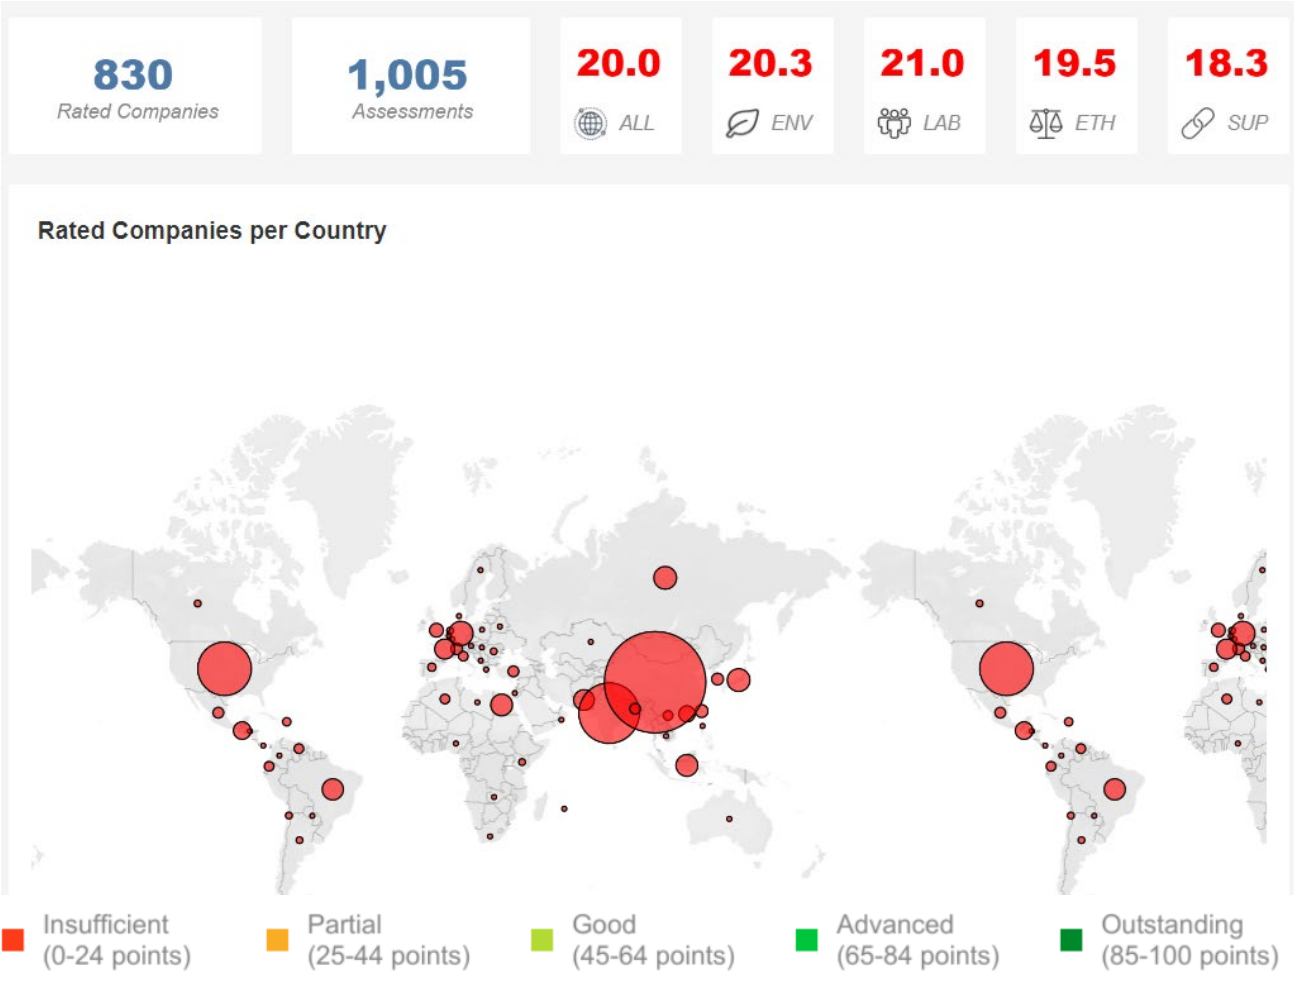 830
Rated Companies
1,005
Assessments
20.0
ALL
20.3
ENV
21.0
LAB
19.5
ETH
18.3
SUP
Rated Companies per Country
Insufficient
(0-24 points)
Partial
(25-44 points)
Good
(45-64 points)
Advanced
(65-84 points)
Outstanding
(85-100 points)